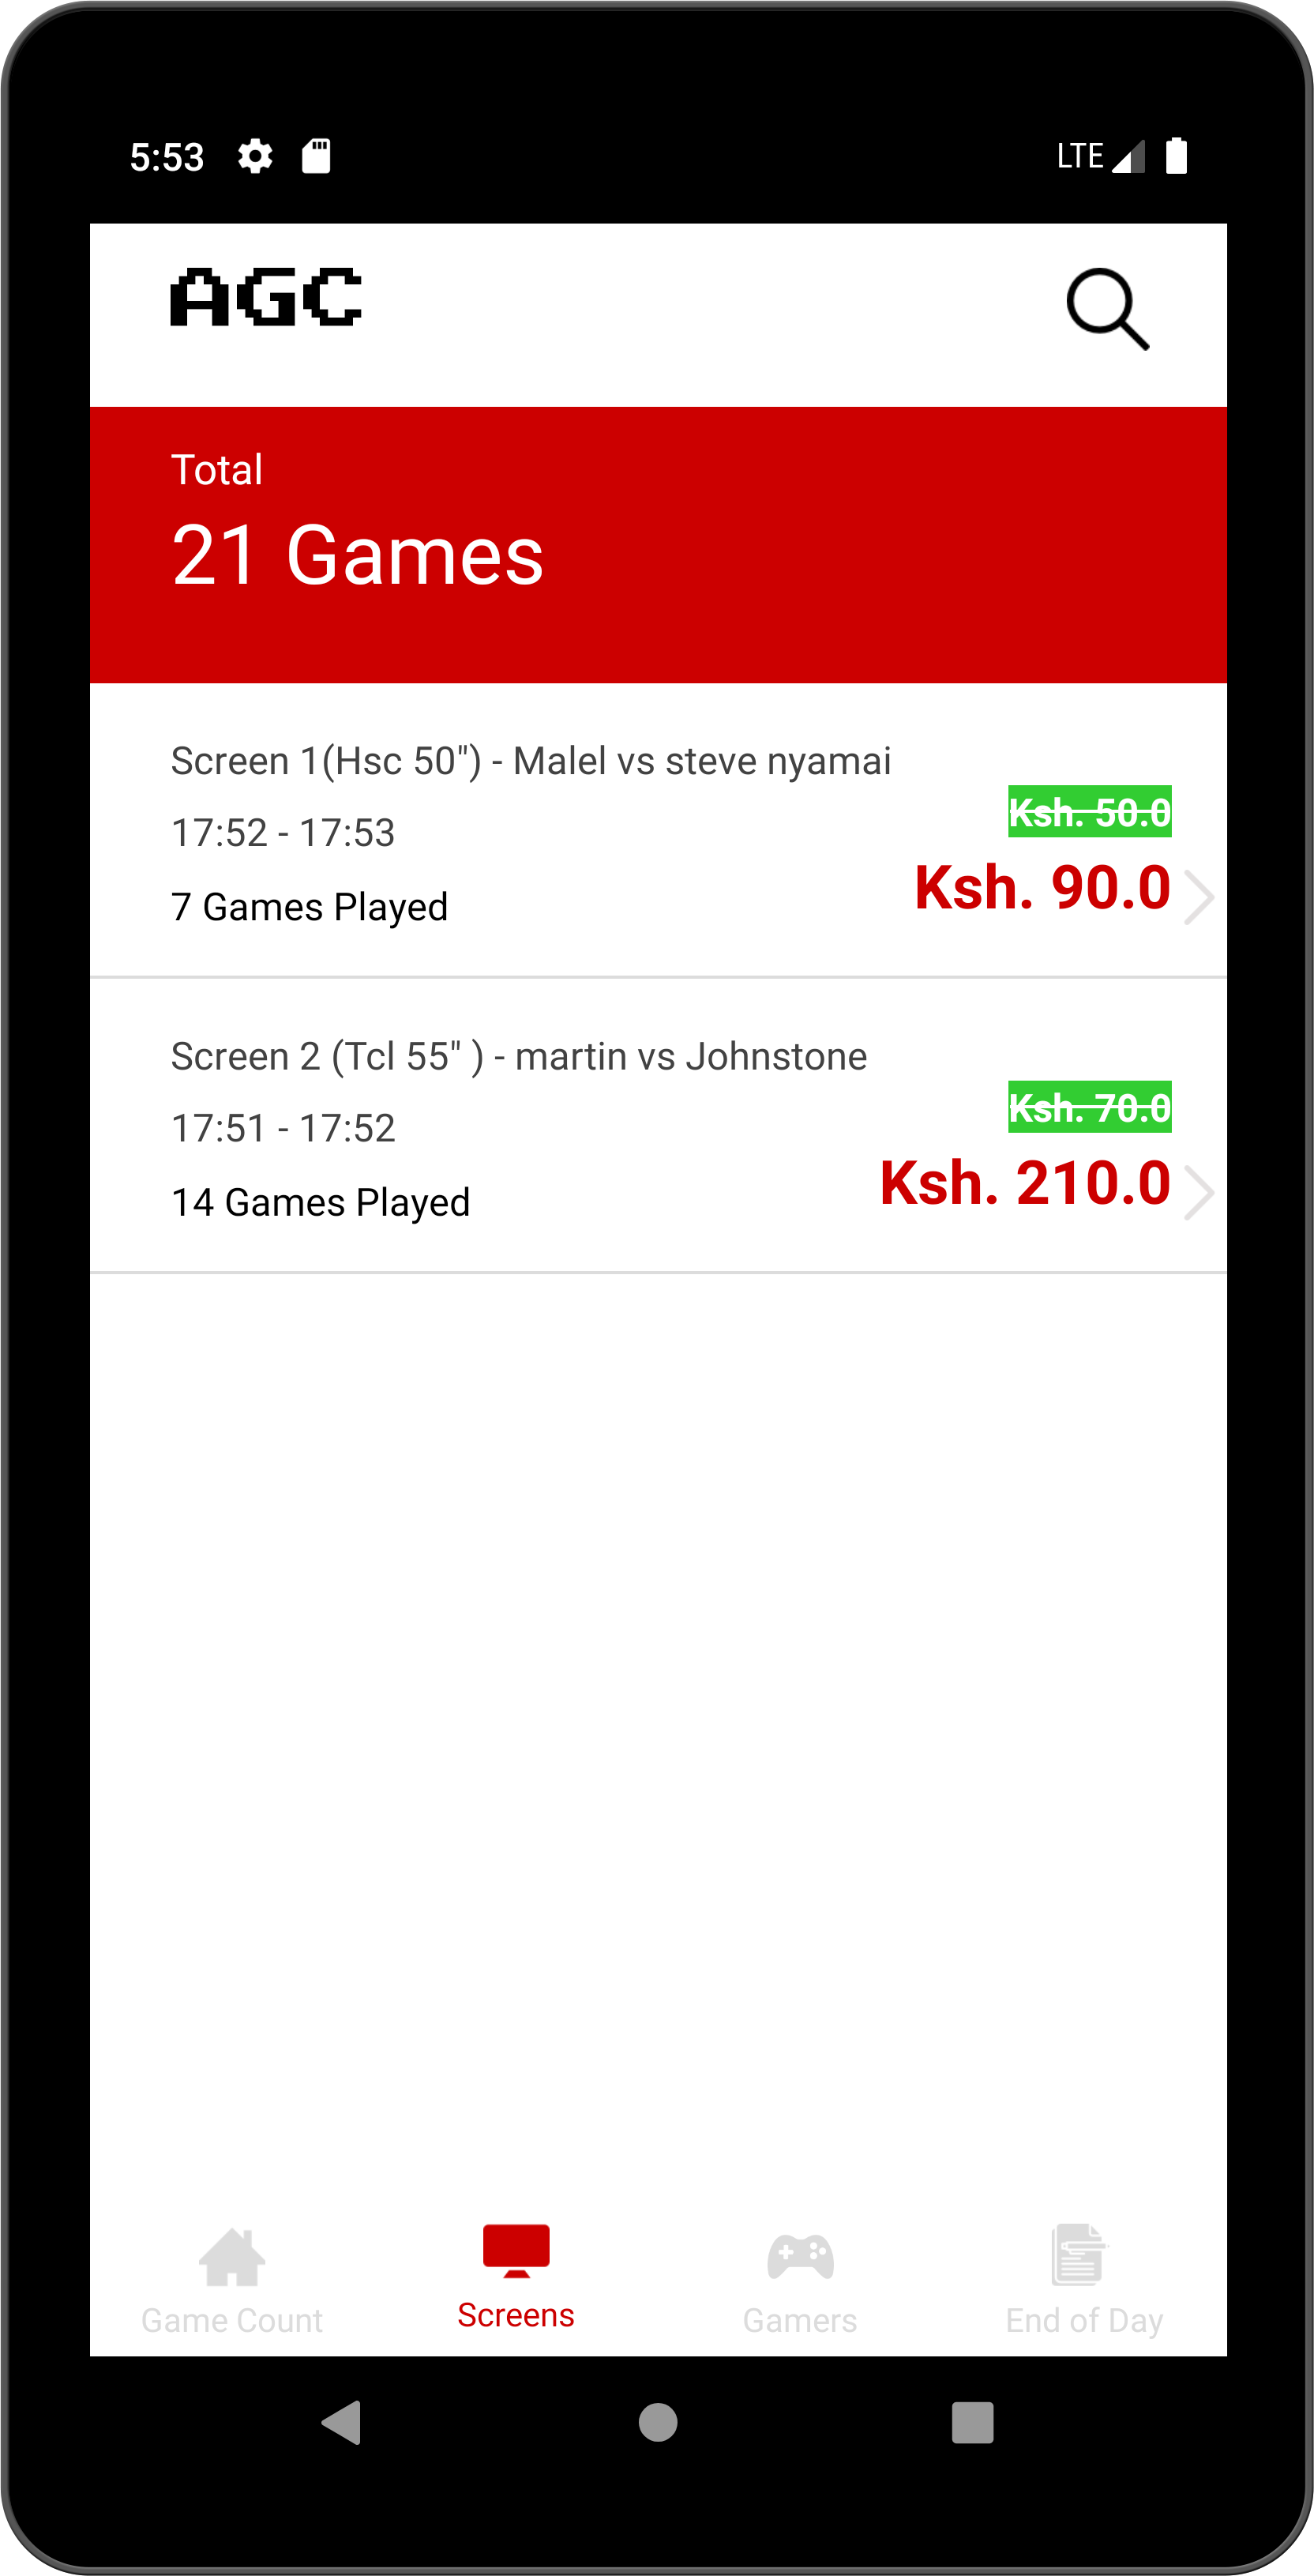 5:53 LTE
AGC
Total
21 Games
Screen 1(Hsc 50") - Malel vs steve nyamai
17:52 - 17:53
7 Games Played
Ksh. 50.0
Ksh. 90.0
Screen 2 (Tcl 55" ) - martin vs Johnstone
17:51 - 17:52
14 Games Played
Ksh. 70.0
Ksh. 210.0
Game Count Screens Gamers End of Day